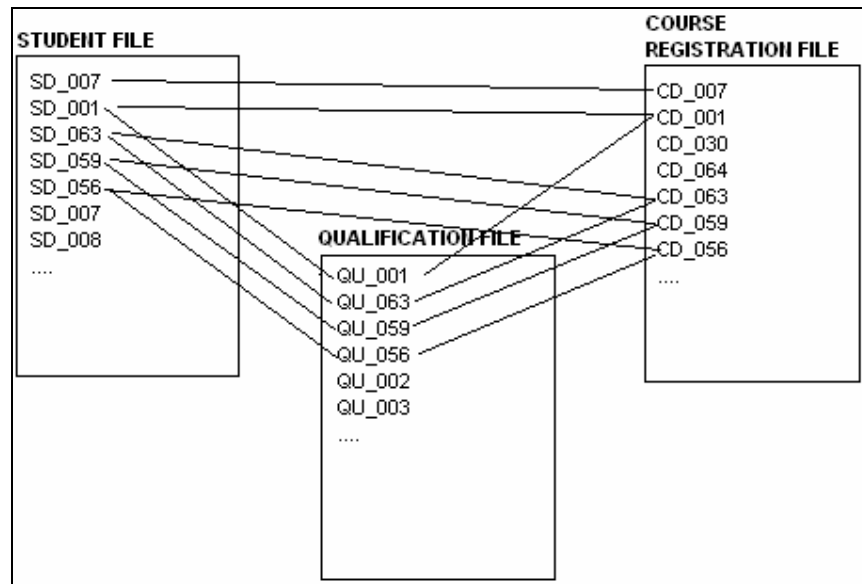 STUDENT FILE
SD_007
SD_001
SD_063
SD_059
SD_056
SD_007
SD_008
....
QUALIFICATION FILE
QU_001
QU_063
QU_059
QU_056
QU_002
QU_003
....
COURSE
REGISTRATION FILE
CD_007
CD_001
CD_030
CD_064
CD_063
CD_059
CD_056
....